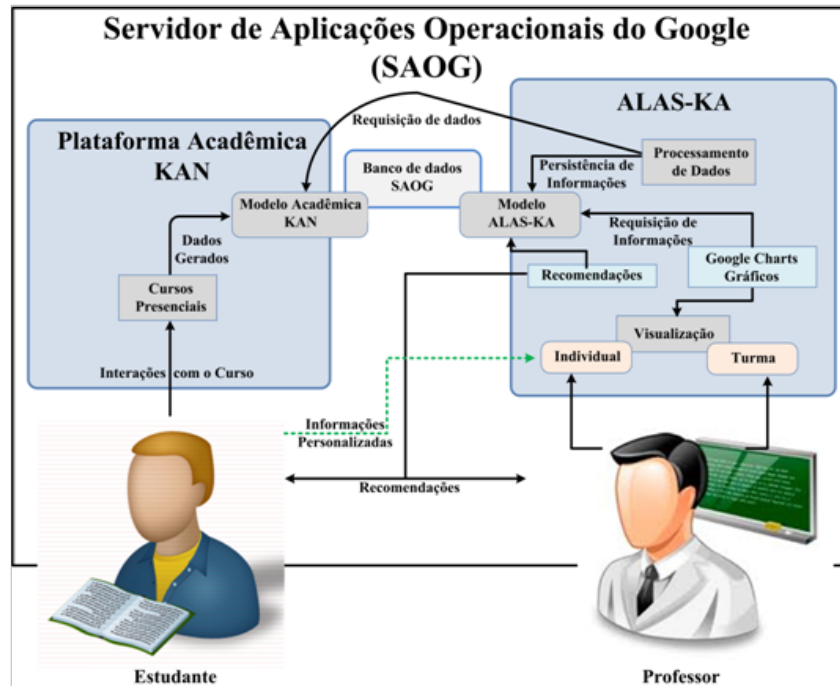 Servidor de Aplicações Operacionais do Google
(SAOG)
ALAS-KA
Plataforma Acadêmica
KAN
Requisição de dados
Banco de dados
SAOG
Persistência de
Informações
Processamento
de Dados
Modelo Acadêmica
KAN
Modelo
ALAS-KA
Requisição de
Informações
Dados
Gerados
Recomendações
Google Charts
Gráficos
Cursos
Presenciais
Visualização
Individual
Turma
Interações com o Curso
Informações
Personalizadas
Recomendações
Estudante
Professor